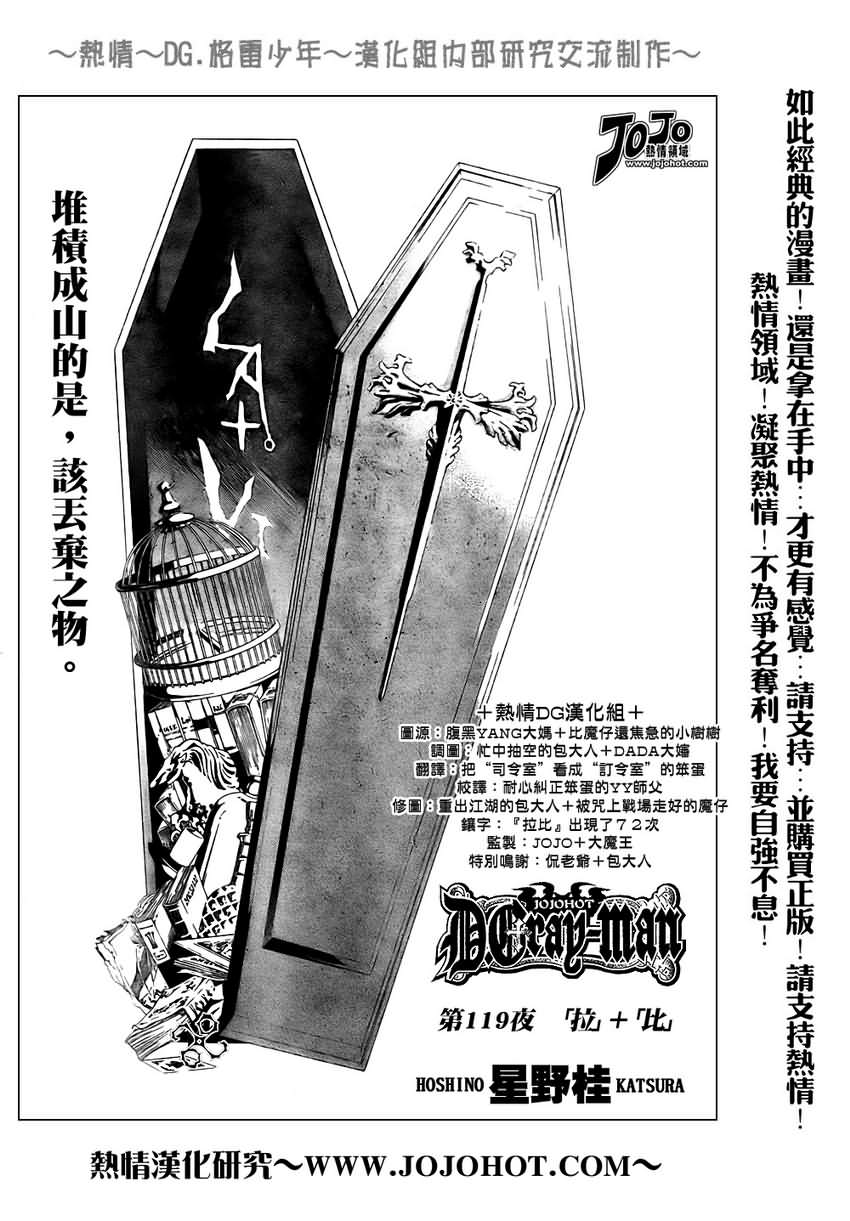 ～熱情～DG.格雷少年～漢化組內部研究交流制作～
如此經典的漫畫！還是拿在手中…才更有感覺…請支持…並購買正版！請支持熱情！
熱情領域！凝聚熱情！不為爭名奪利！我要自強不息！
JOJO
熱情領域
www.jojohot.com
堆積成山的是，該丟棄之物。
＋熱情DG漢化組＋
圖源：腹黑YANG大媽＋比魔仔還焦急的小樹樹
調圖：忙中抽空的包大人＋DADA大嬸
翻譯：把“司令室”看成“訂令室”的笨蛋
校譯：耐心糾正笨蛋的YY師父
修圖：重出江湖的包大人＋被咒上戰場走好的魔仔
鑲字：『拉比』出現了７２次
監製：JOJO＋大魔王
特別鳴謝：侃老爺＋包大人
JOJOHOT
D.Gray-man
第119夜 「拉」＋「比」
HOSHINO 星野桂 KATSURA
熱情漢化研究～WWW.JOJOHOT.COM～